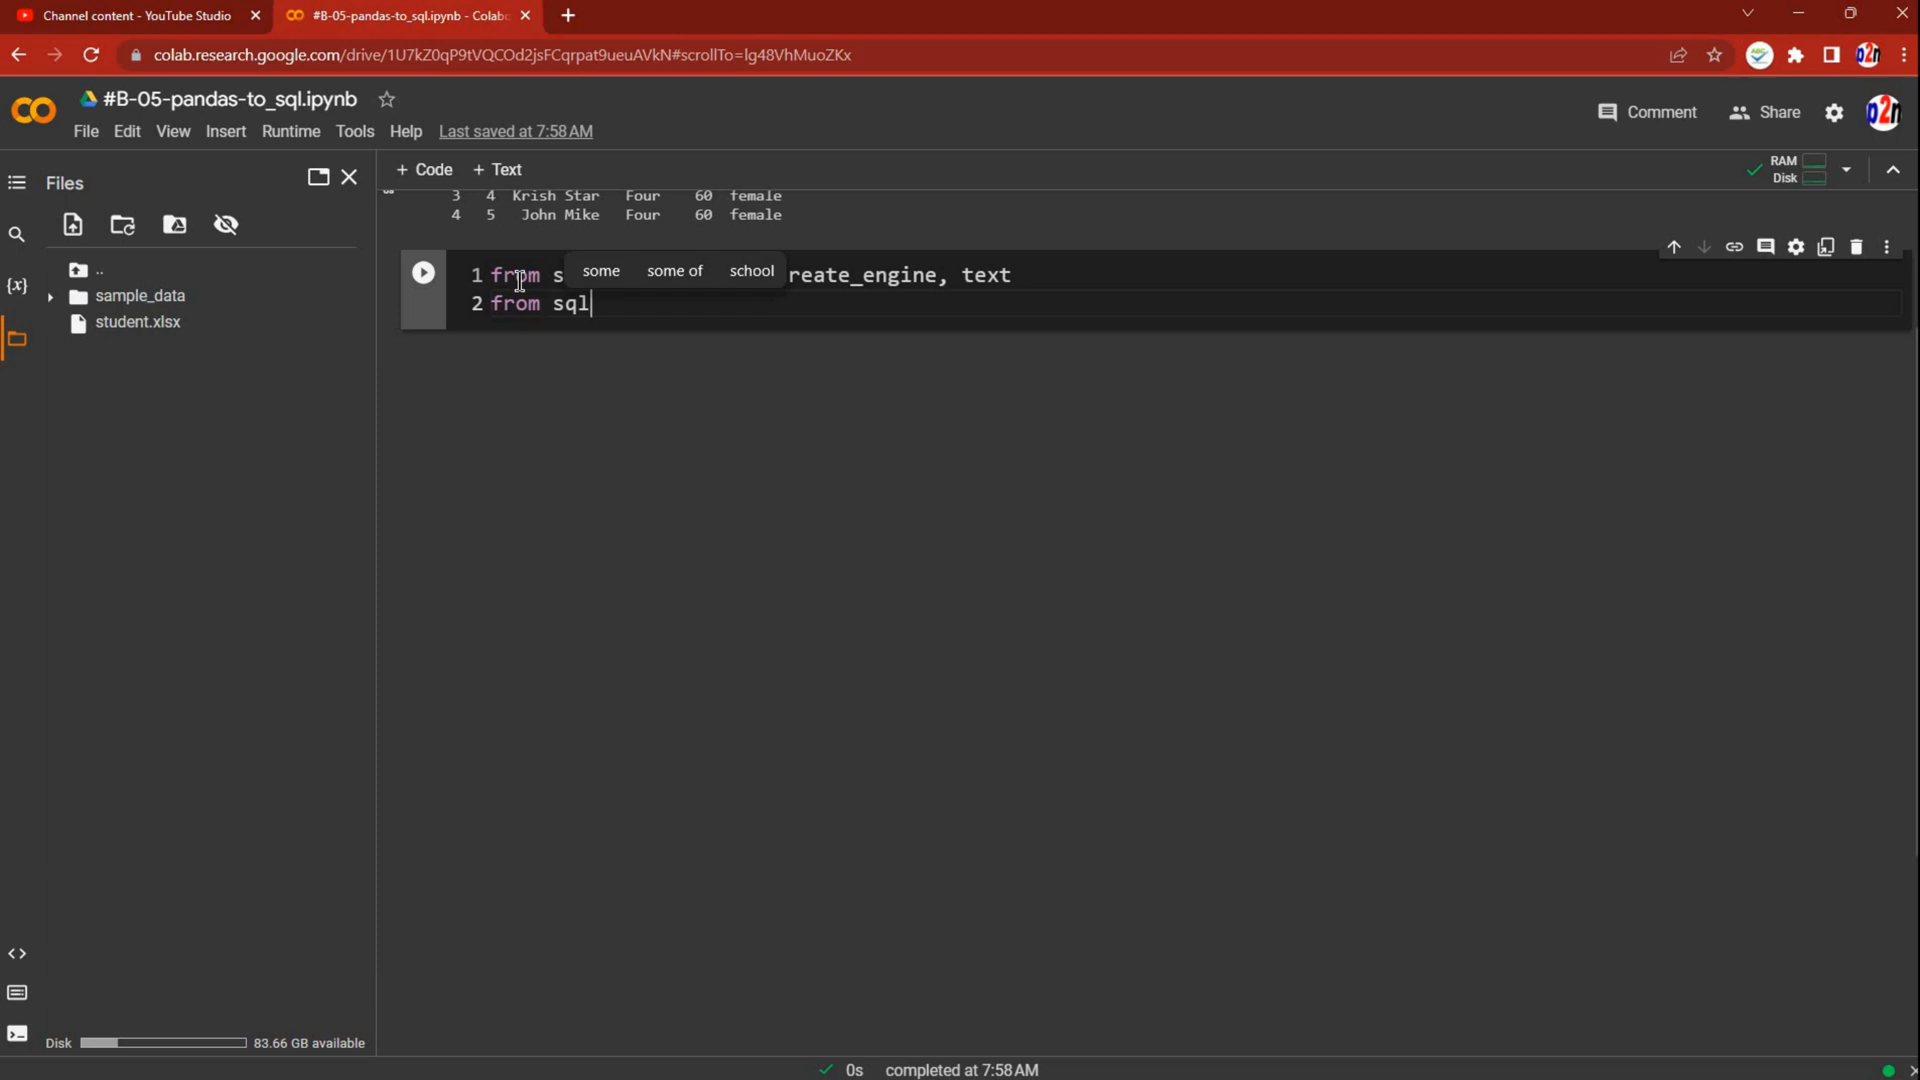 Channel content - YouTube Studio
#B-05-pandas-to_sql.ipynb - Colab
colab.research.google.com/drive/1U7kZ0qP9tVQCOd2jsFCqrpat9ueuAVkN#scrollTo=lg48VhMuoZKx
#B-05-pandas-to_sql.ipynb
File Edit View Insert Runtime Tools Help Last saved at 7:58 AM
Comment Share
Files
+ Code + Text
RAM
Disk
3 4 Krish Star Four 60 female
4 5 John Mike Four 60 female
..
sample_data
student.xlsx
some some of school
1 from s reate_engine, text
2 from sql
{x}
Disk 83.66 GB available
0s completed at 7:58 AM